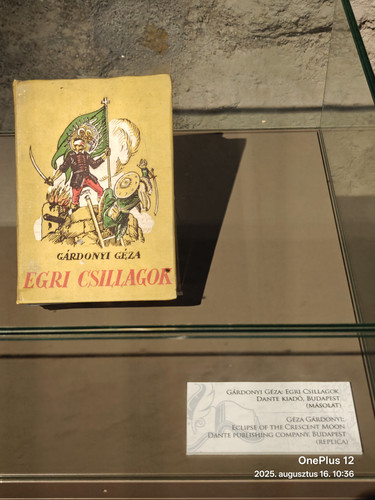 GÁRDONYI GÉZA
EGRI CSILLAGOK
GÁRDONYI GÉZA: EGRI CSILLAGOK
DANTE KIADÓ, BUDAPEST
(MÁSOLAT)
GÉZA GÁRDONYI:
ECLIPSE OF THE CRESCENT MOON
DANTE PUBLISHING COMPANY, BUDAPEST
(REPLICA)
OnePlus 12
2025. augusztus 16. 10:36